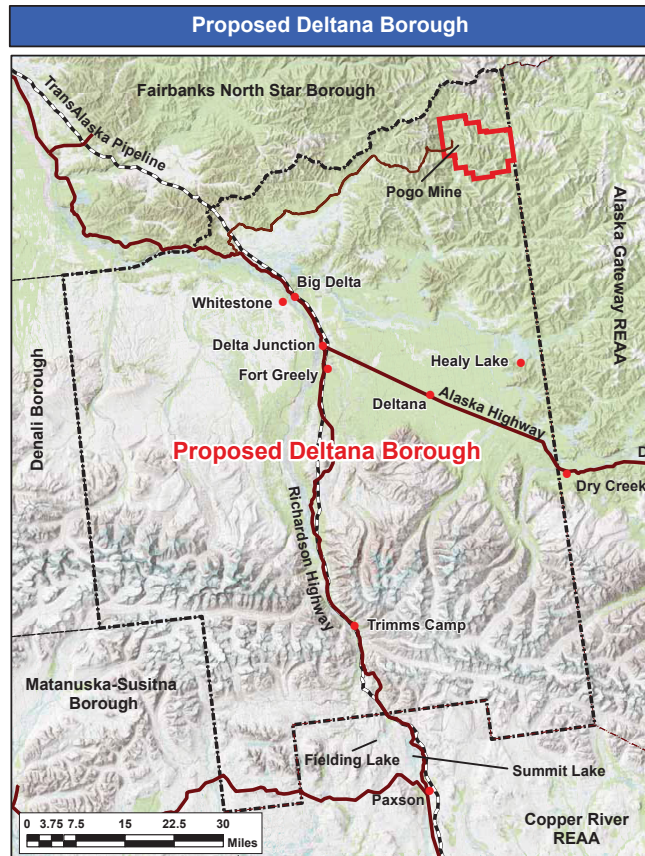 Proposed Deltana Borough
Fairbanks North Star Borough
TransAlaska Pipeline
Pogo Mine
Alaska Gateway REAA
Big Delta
Whitestone
Delta Junction
Healy Lake
Fort Greely
Deltana
Alaska Highway
Denali Borough
Proposed Deltana Borough
D
Dry Creek
Richardson Highway
Trimms Camp
Matanuska-Susitna
Borough
Fielding Lake
Summit Lake
Paxson
Copper River
REAA
0 3.75 7.5 15 22.5 30
Miles